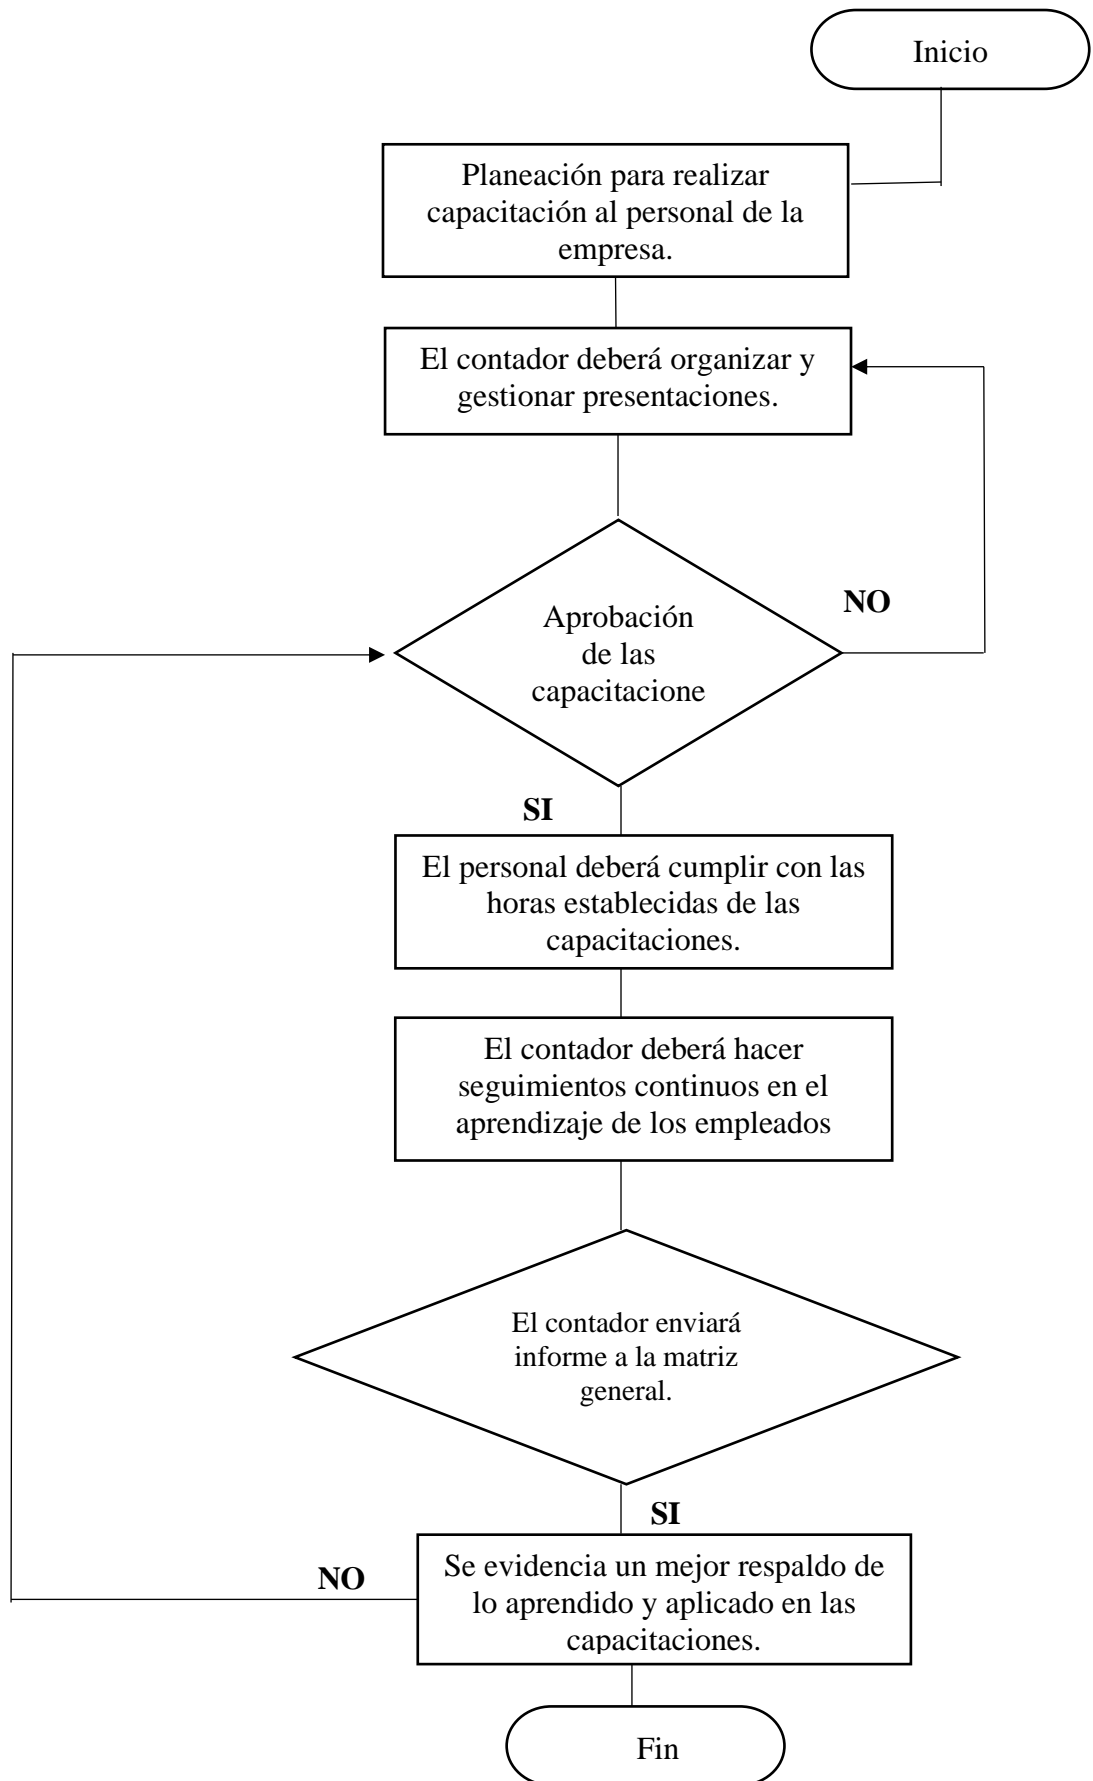 Inicio
Planeación para realizar
capacitación al personal de la
empresa.
El contador deberá organizar y
gestionar presentaciones.
NO
Aprobación
de las
capacitacione
SI
El personal deberá cumplir con las
horas establecidas de las
capacitaciones.
El contador deberá hacer
seguimientos continuos en el
aprendizaje de los empleados
El contador enviará
informe a la matriz
general.
SI
NO
Se evidencia un mejor respaldo de
lo aprendido y aplicado en las
capacitaciones.
Fin